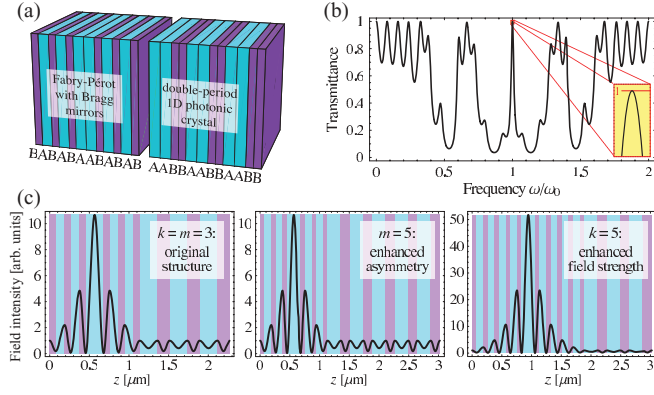 (a)
Fabry-Pérot
with Bragg
mirrors
double-period
1D photonic
crystal
BABABAABABAB
AABBAABBAABB
(b)
Transmittance
1
0.8
0.6
0.4
0.2
0
1
0 0.5 1.0 1.5 2
Frequency ω/ω₀
(c)
Field intensity [arb. units]
10
8
6
4
2
0
k = m = 3:
original
structure
0 0.5 1 1.5 2
z [μm]
10
8
6
4
2
0
m = 5:
enhanced
asymmetry
0 0.5 1 1.5 2 2.5 3
z [μm]
50
40
30
20
10
0
k = 5:
enhanced
field strength
0 0.5 1 1.5 2 2.5 3
z [μm]